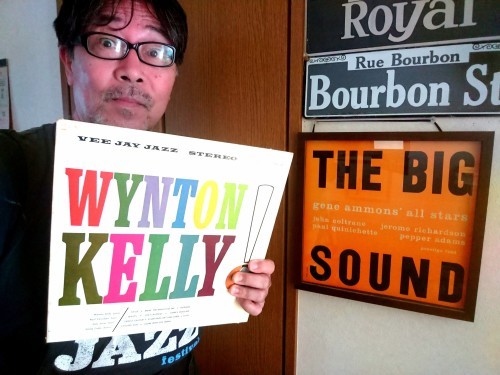 Royal
Rue Bourbon
Bourbon St
VEE JAY JAZZ STEREO
WYNTON
KELLY!
THE BIG
gene ammons' all stars
john coltrane jerome richardson
paul quinichette pepper adams
SOUND
JAZZ
festival